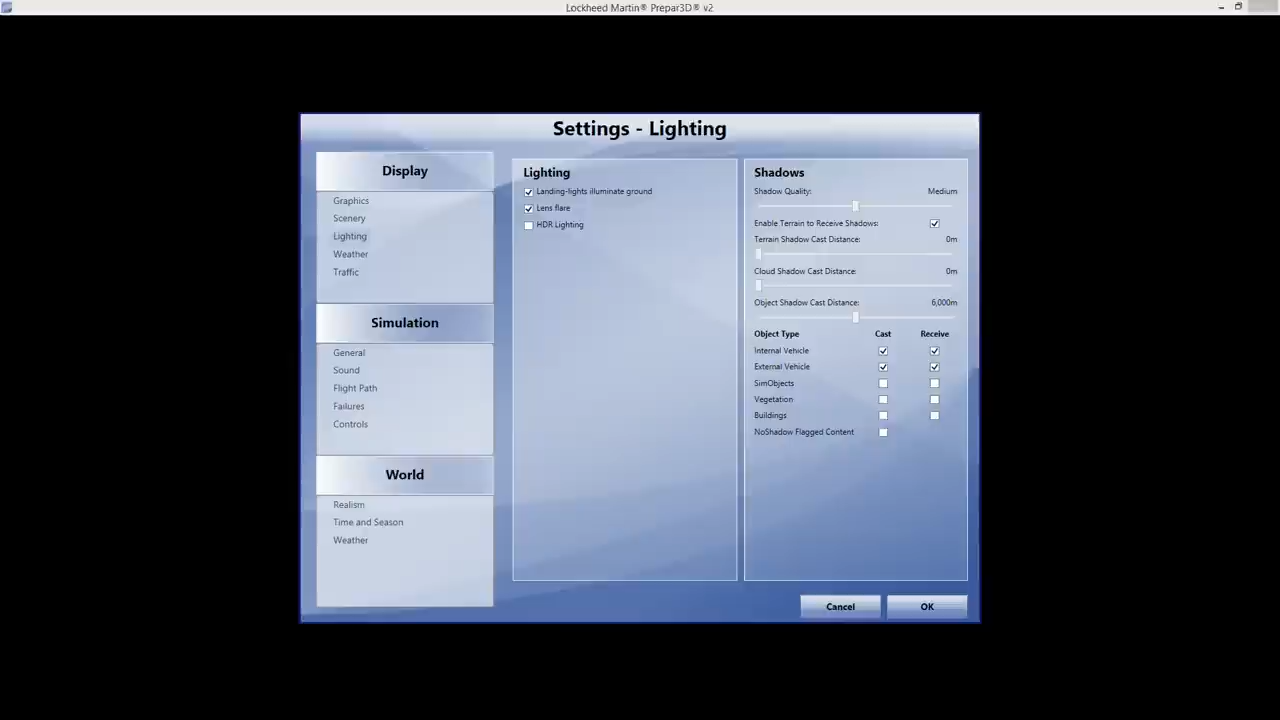 Lockheed Martin® Prepar3D® v2
Settings - Lighting
Display
Graphics
Scenery
Lighting
Weather
Traffic
Simulation
General
Sound
Flight Path
Failures
Controls
World
Realism
Time and Season
Weather
Lighting
Landing-lights illuminate ground
Lens flare
HDR Lighting
Shadows
Shadow Quality: Medium
Enable Terrain to Receive Shadows:
Terrain Shadow Cast Distance: 0m
Cloud Shadow Cast Distance: 0m
Object Shadow Cast Distance: 6,000m
Object Type Cast Receive
Internal Vehicle
External Vehicle
SimObjects
Vegetation
Buildings
NoShadow Flagged Content
Cancel OK